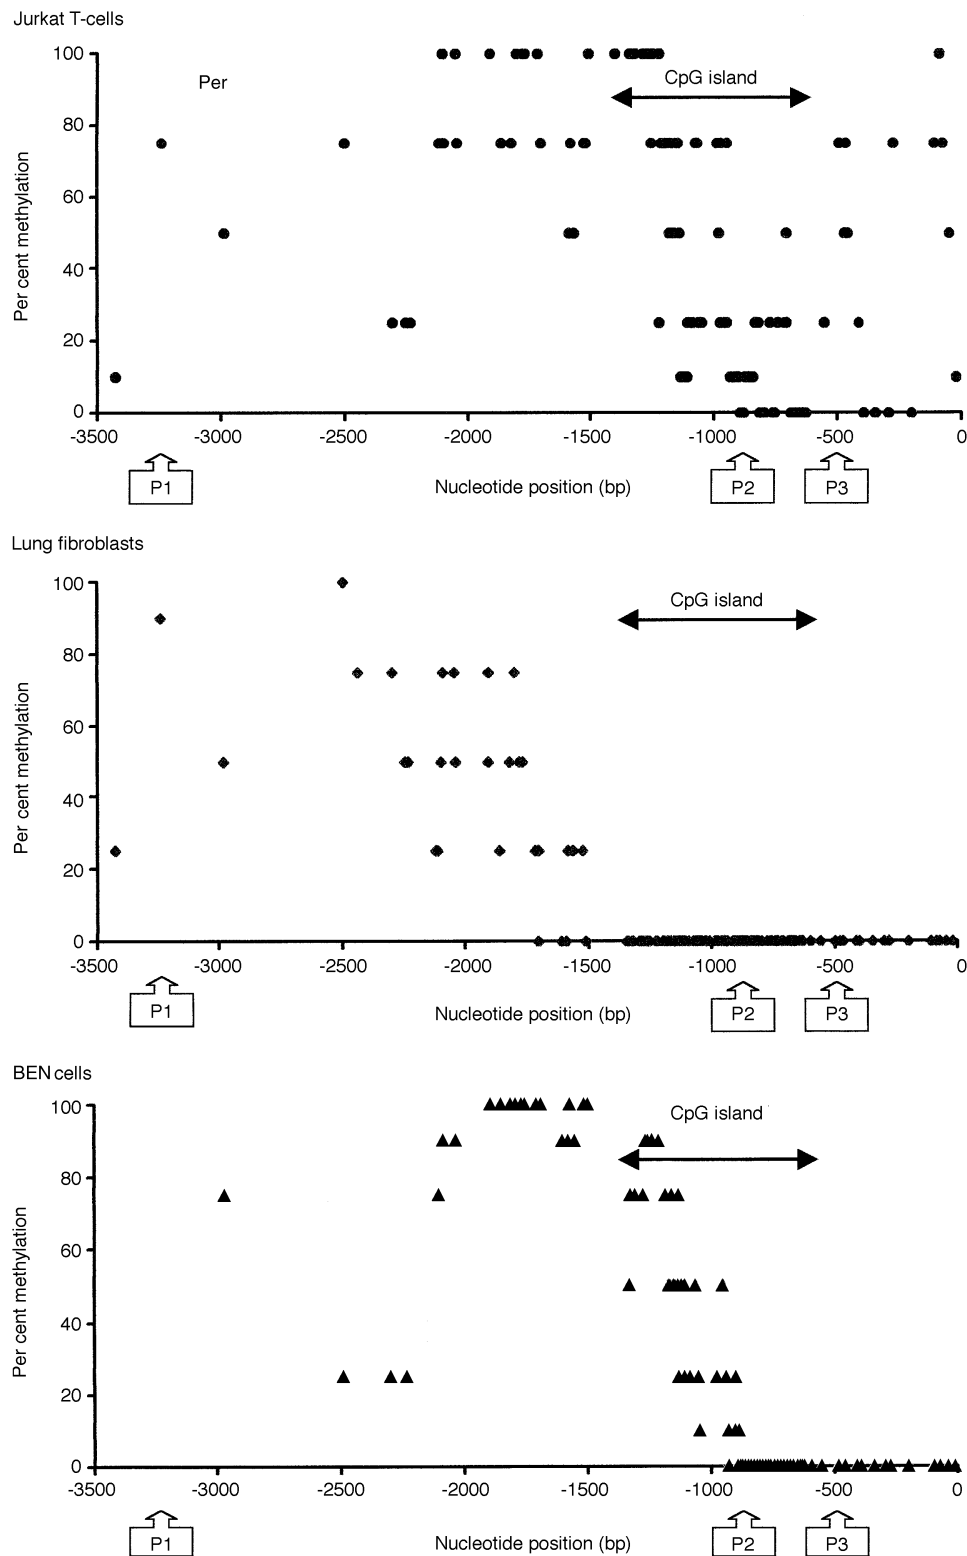 Jurkat T-cells
100
Per
CpG island
80
60
40
20
0
Per cent methylation
-3500 -3000 -2500 -2000 -1500 -1000 -500 0
P1 Nucleotide position (bp) P2 P3
Lung fibroblasts
100
CpG island
80
60
40
20
0
Per cent methylation
-3500 -3000 -2500 -2000 -1500 -1000 -500 0
P1 Nucleotide position (bp) P2 P3
BEN cells
100
CpG island
80
60
40
20
0
Per cent methylation
-3500 -3000 -2500 -2000 -1500 -1000 -500 0
P1 Nucleotide position (bp) P2 P3